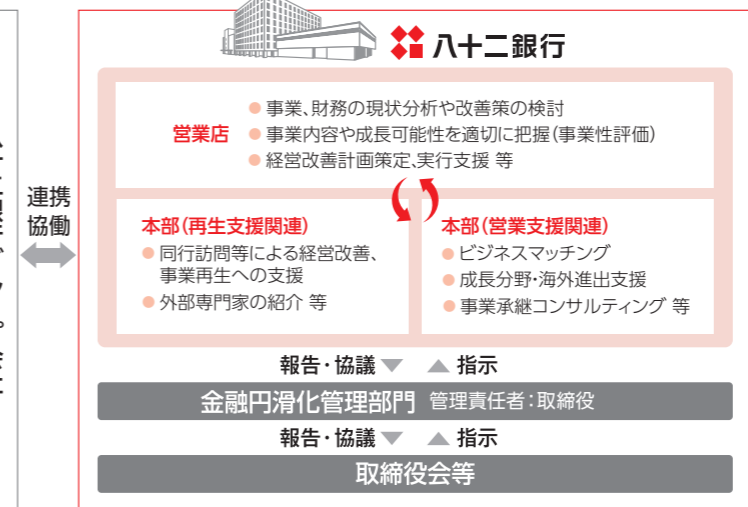 八十二銀行
営業店
● 事業、財務の現状分析や改善策の検討
● 事業内容や成長可能性を適切に把握(事業性評価)
● 経営改善計画策定、実行支援 等
連携
協働
本部(再生支援関連)
● 同行訪問等による経営改善、
事業再生への支援
● 外部専門家の紹介 等
本部(営業支援関連)
● ビジネスマッチング
● 成長分野・海外進出支援
● 事業承継コンサルティング 等
報告・協議 ▼ ▲ 指示
金融円滑化管理部門 管理責任者:取締役
報告・協議 ▼ ▲ 指示
取締役会等